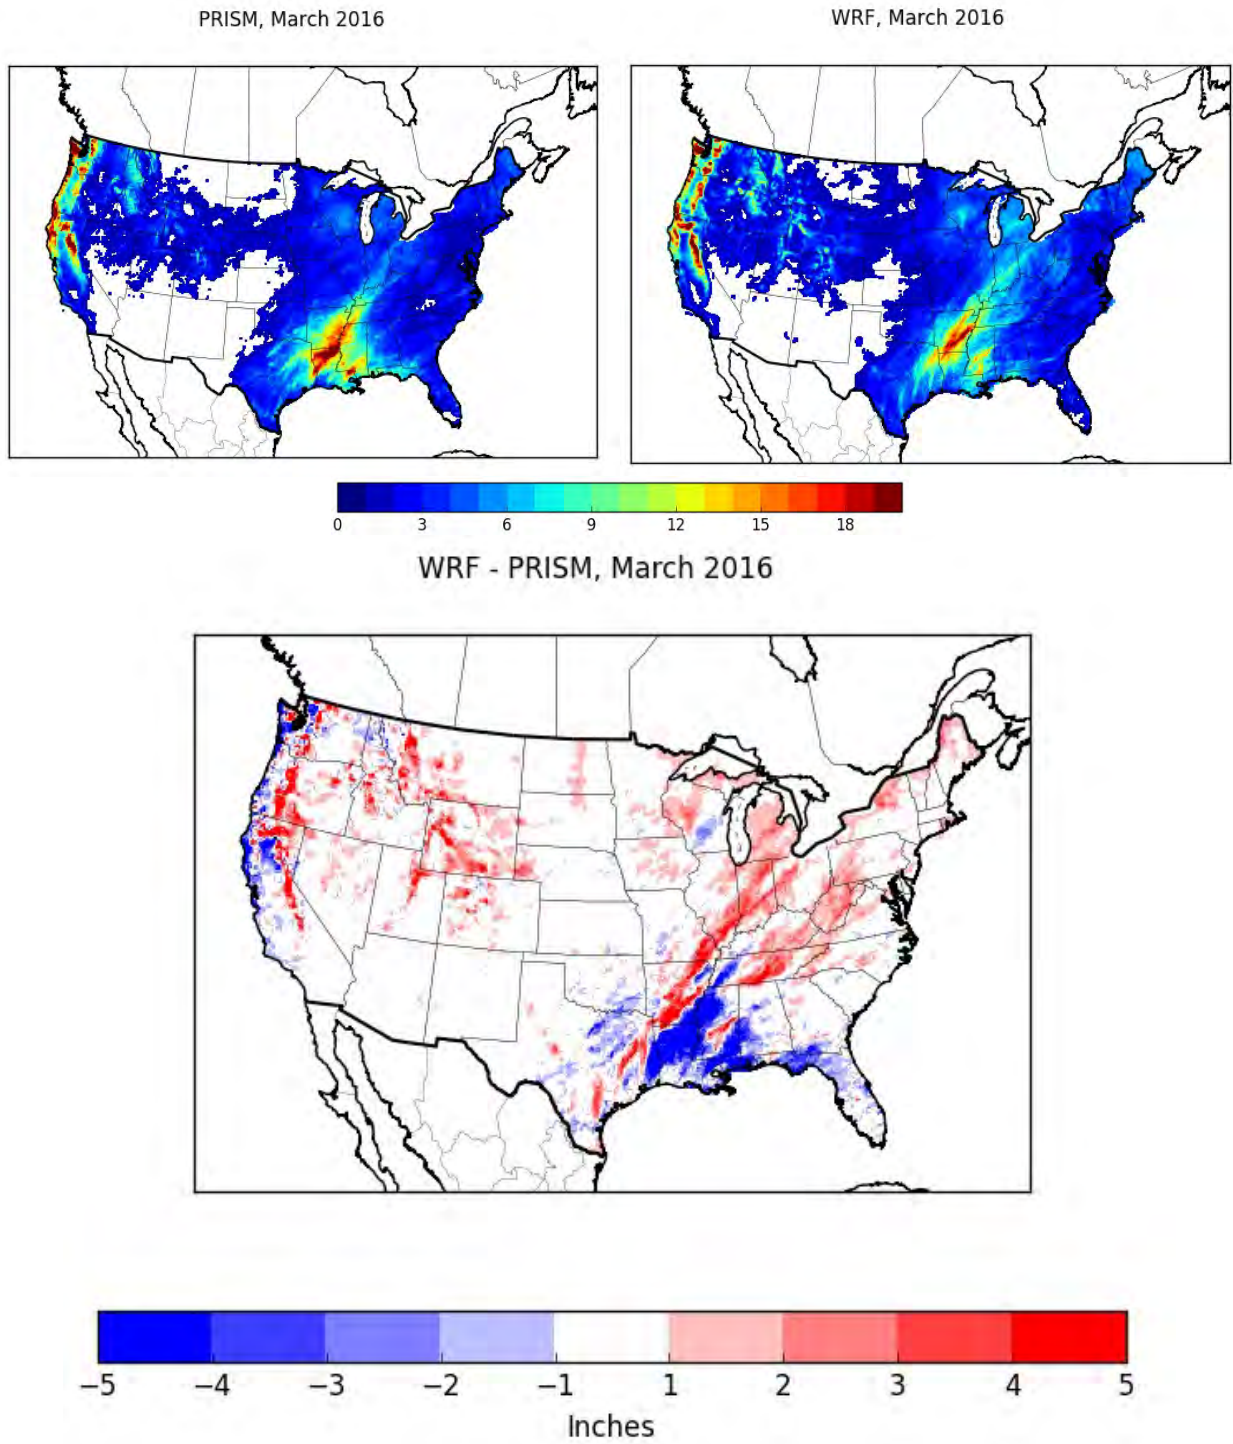 PRISM, March 2016
WRF, March 2016
0 3 6 9 12 15 18
WRF - PRISM, March 2016
−5 −4 −3 −2 −1 1 2 3 4 5
Inches